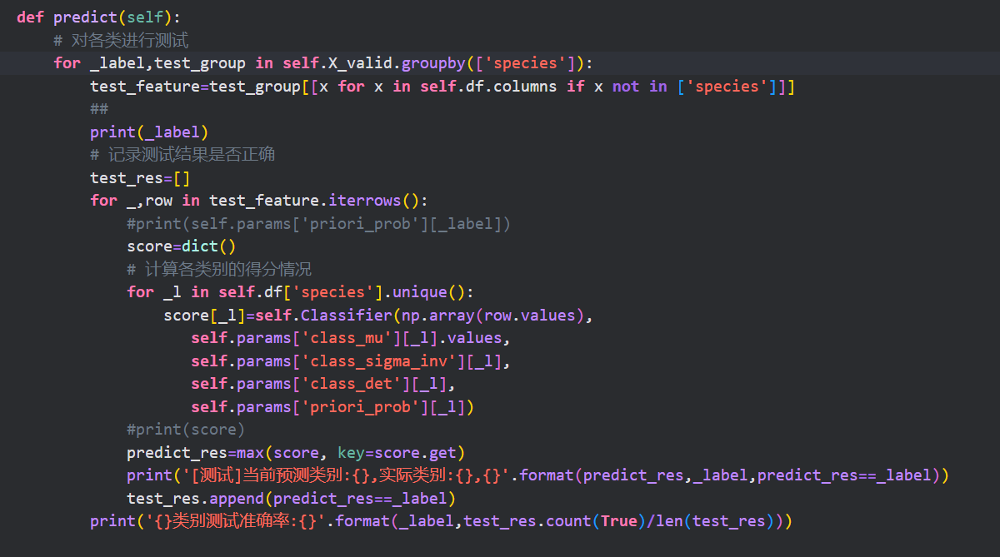 def predict(self):
    # 对各类进行测试
    for _label,test_group in self.X_valid.groupby(['species']):
        test_feature=test_group[[x for x in self.df.columns if x not in ['species']]]
        ##
        print(_label)
        # 记录测试结果是否正确
        test_res=[]
        for _,row in test_feature.iterrows():
            #print(self.params['priori_prob'][_label])
            score=dict()
            # 计算各类别的得分情况
            for _l in self.df['species'].unique():
                score[_l]=self.Classifier(np.array(row.values),
                   self.params['class_mu'][_l].values,
                   self.params['class_sigma_inv'][_l],
                   self.params['class_det'][_l],
                   self.params['priori_prob'][_l])
            #print(score)
            predict_res=max(score, key=score.get)
            print('[测试]当前预测类别:{},实际类别:{},{}'.format(predict_res,_label,predict_res==_label))
            test_res.append(predict_res==_label)
        print('{}类别测试准确率:{}'.format(_label,test_res.count(True)/len(test_res)))